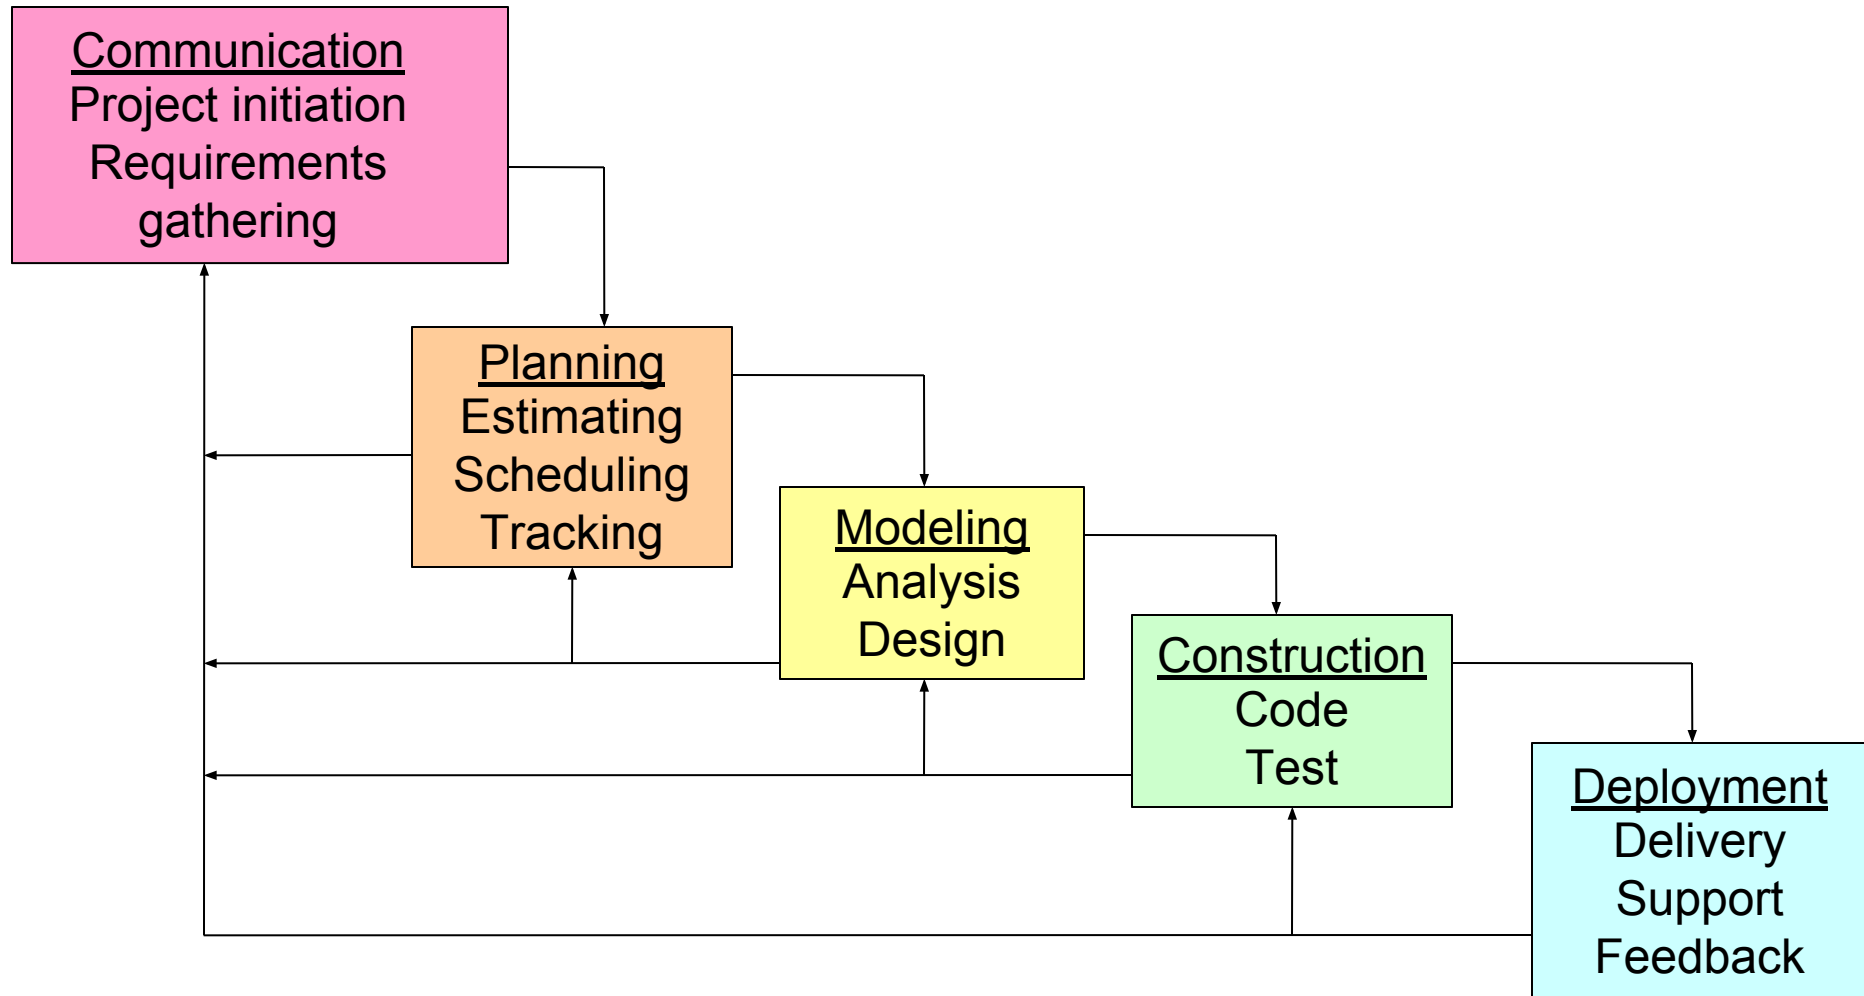 Communication
Project initiation
Requirements
gathering
Planning
Estimating
Scheduling
Tracking
Modeling
Analysis
Design
Construction
Code
Test
Deployment
Delivery
Support
Feedback